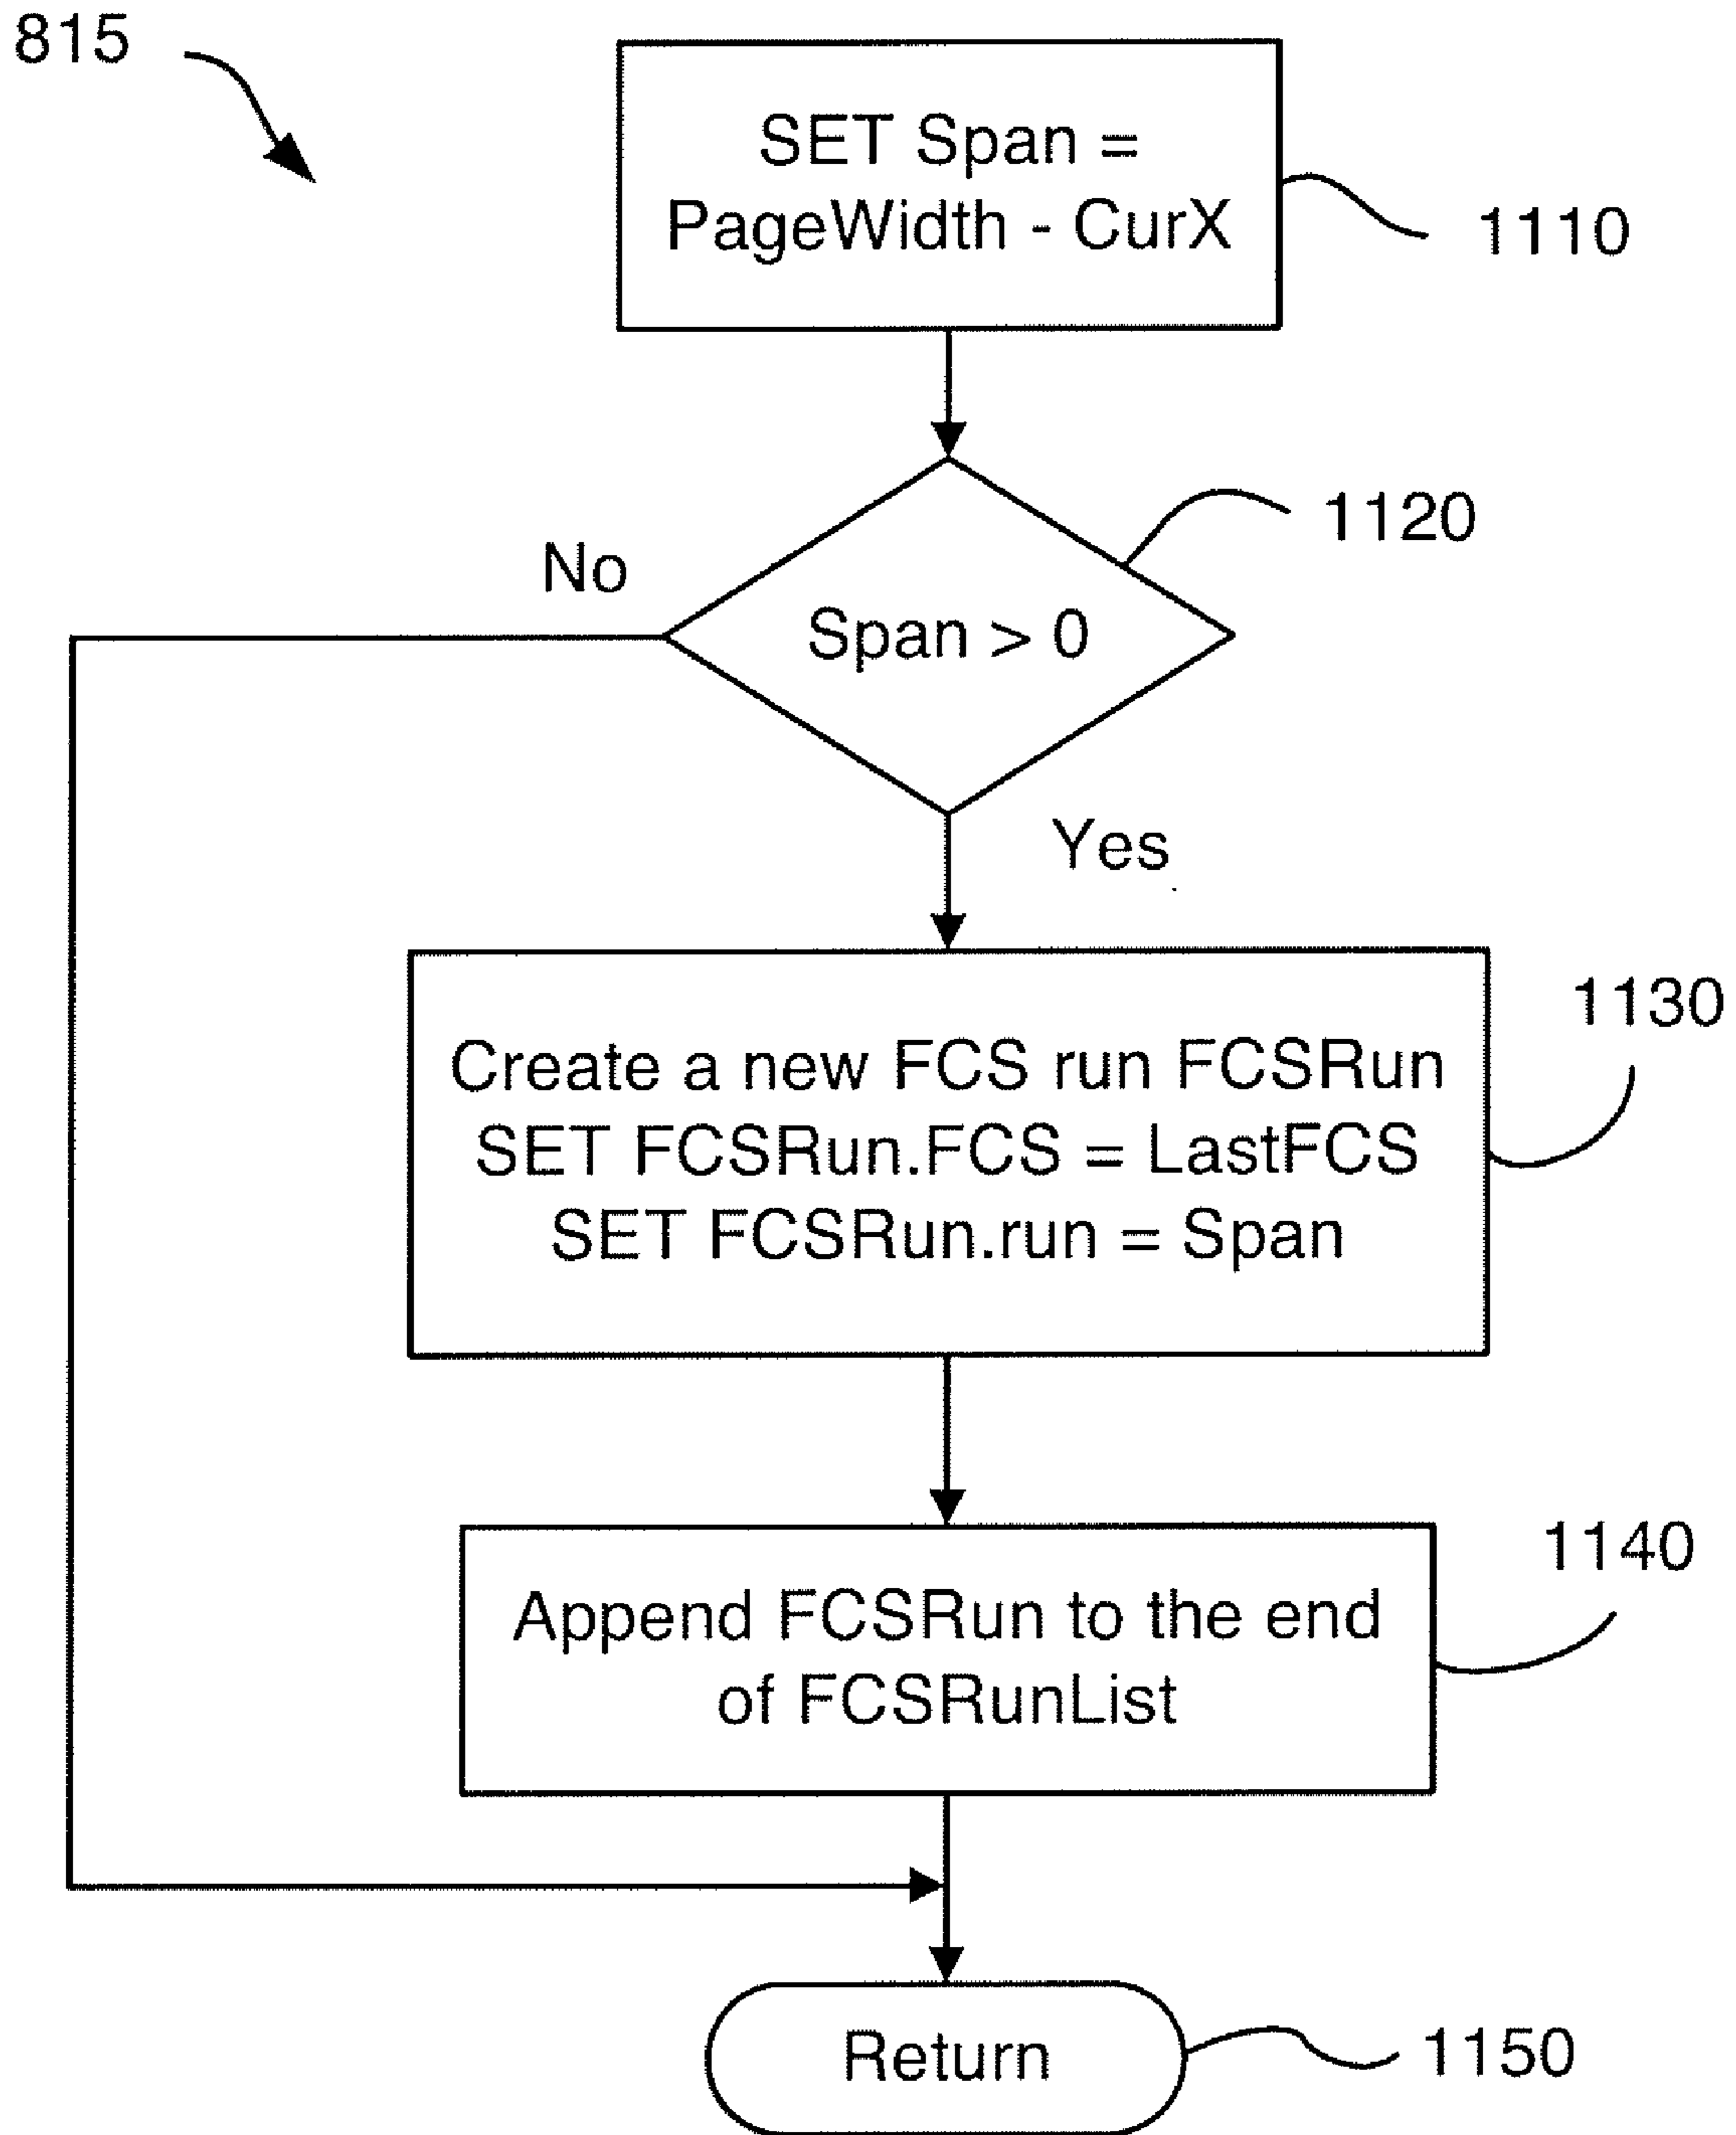 815
SET Span =
PageWidth - CurX
1110
1120
No
Span > 0
Yes
1130
Create a new FCS run FCSRun
SET FCSRun.FCS = LastFCS
SET FCSRun.run = Span
1140
Append FCSRun to the end
of FCSRunList
Return
1150